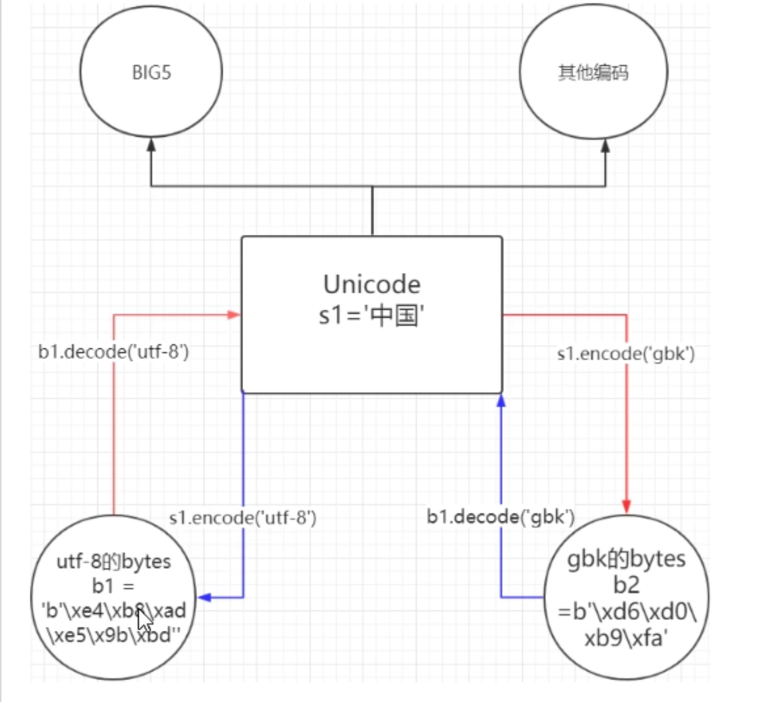 BIG5
其他编码
Unicode
s1='中国'
b1.decode('utf-8')
s1.encode('gbk')
s1.encode('utf-8')
b1.decode('gbk')
utf-8的bytes
b1 =
'b'\xe4\xb8\xad
\xe5\x9b\xbd''
gbk的bytes
b2
=b'\xd6\xd0\
xb9\xfa'